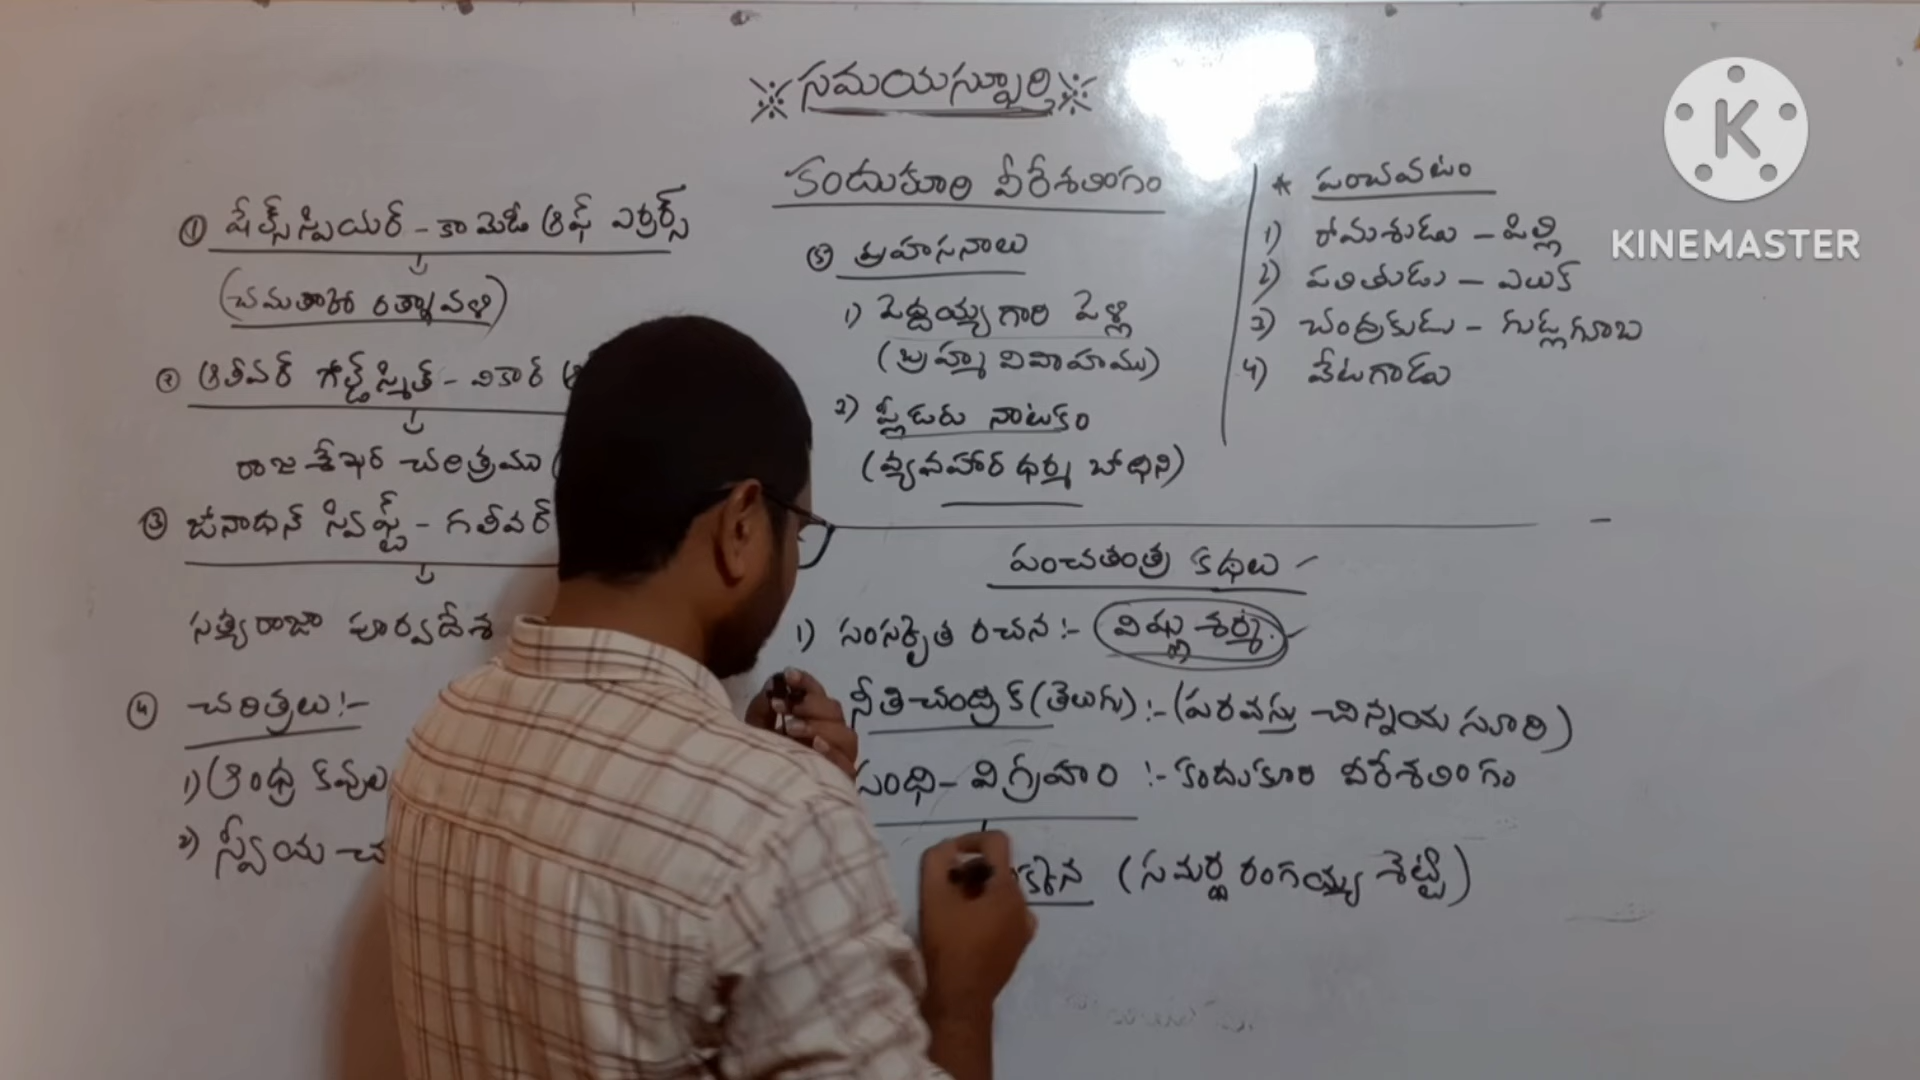 సమయస్ఫూర్తి
కందుకూరి వీరేశలింగం
① షేక్స్పియర్ - కామెడీ ఆఫ్ ఎర్రర్స్
(చమత్కార రత్నావళి)
② ఆలీవర్ గోల్డ్ స్మిత్ - వికార్
రాజశేఖర చరిత్రము
③ జోనాథన్ స్విఫ్ట్ - గలీవర్
సత్యరాజా పూర్వదేశ
④ చరిత్రలు :-
1) ఆంధ్ర కవుల
2) స్వీయ చ
⑤ ప్రహసనాలు
1) పెద్దయ్యగారి పెళ్లి
(బ్రహ్మ వివాహము)
2) ప్లీడరు నాటకం
(వ్యవహార ధర్మ బోధిని)
* పంచవటం
1) రోమశుడు - పిల్లి
2) పలితుడు - ఎలుక
3) చంద్రకుడు - గుడ్లగూబ
4) వేటగాడు
పంచతంత్ర కథలు
1) సంస్కృత రచన :- విష్ణుశర్మ
నీతిచంద్రిక (తెలుగు) :- (పరవస్తు చిన్నయ సూరి)
సంధి - విగ్రహం :- కందుకూరి వీరేశలింగం
(సమర్థ రంగయ్య శెట్టి)
KINEMASTER